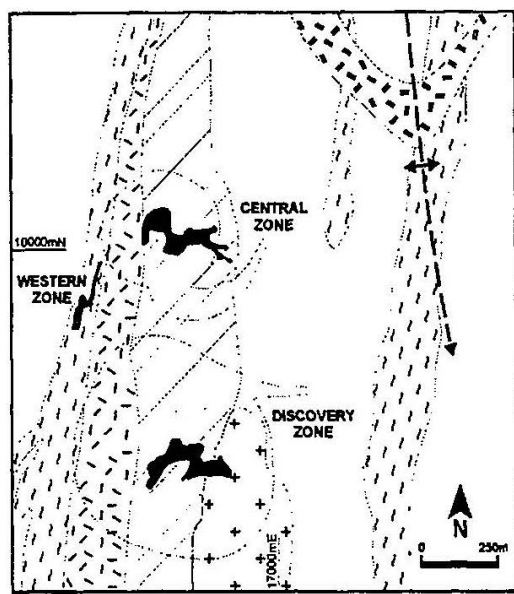 CENTRAL
ZONE
10000mN
WESTERN
ZONE
DISCOVERY
ZONE
17000mE
N
0 250m